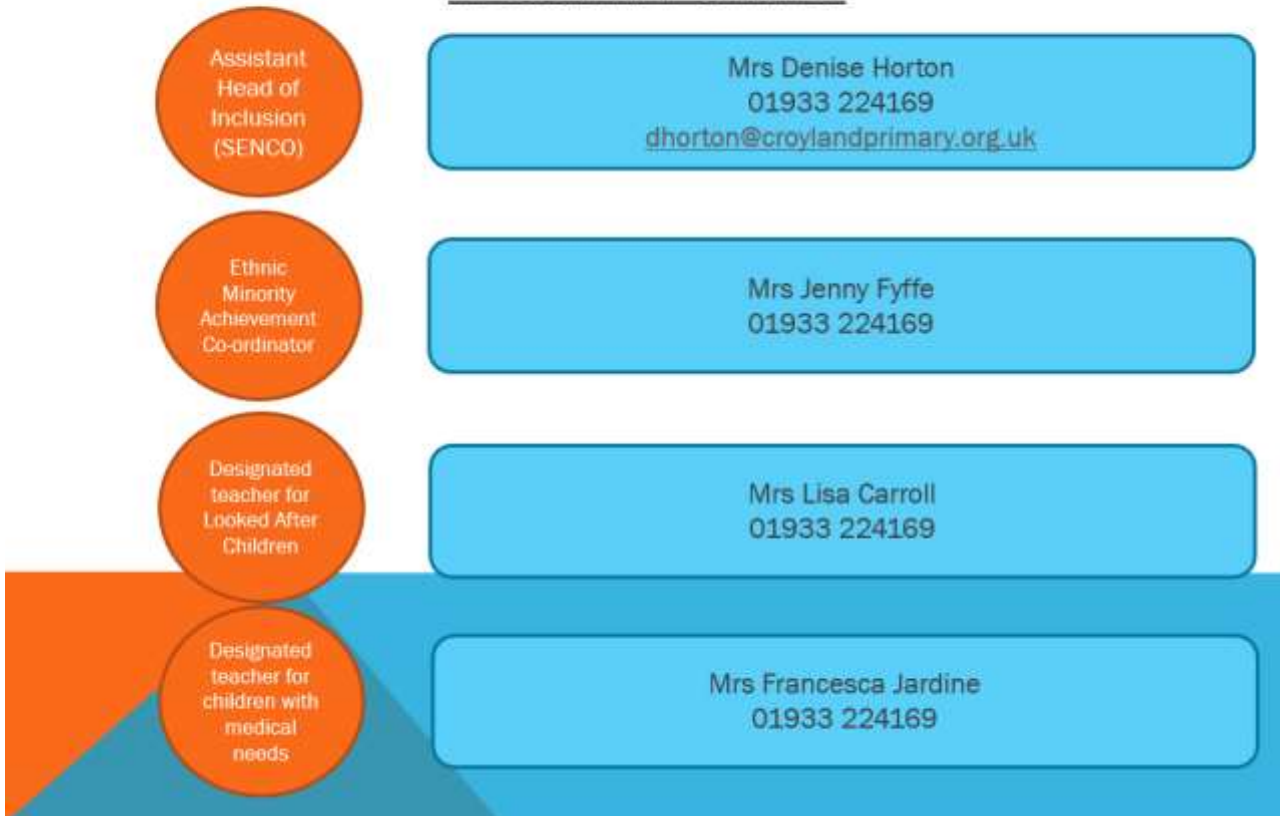 Assistant
Head of
Inclusion
(SENCO)
Mrs Denise Horton
01933 224169
dhorton@croylandprimary.org.uk
Ethnic
Minority
Achievement
Co-ordinator
Mrs Jenny Fyffe
01933 224169
Designated
teacher for
Looked After
Children
Mrs Lisa Carroll
01933 224169
Designated
teacher for
children with
medical
needs
Mrs Francesca Jardine
01933 224169